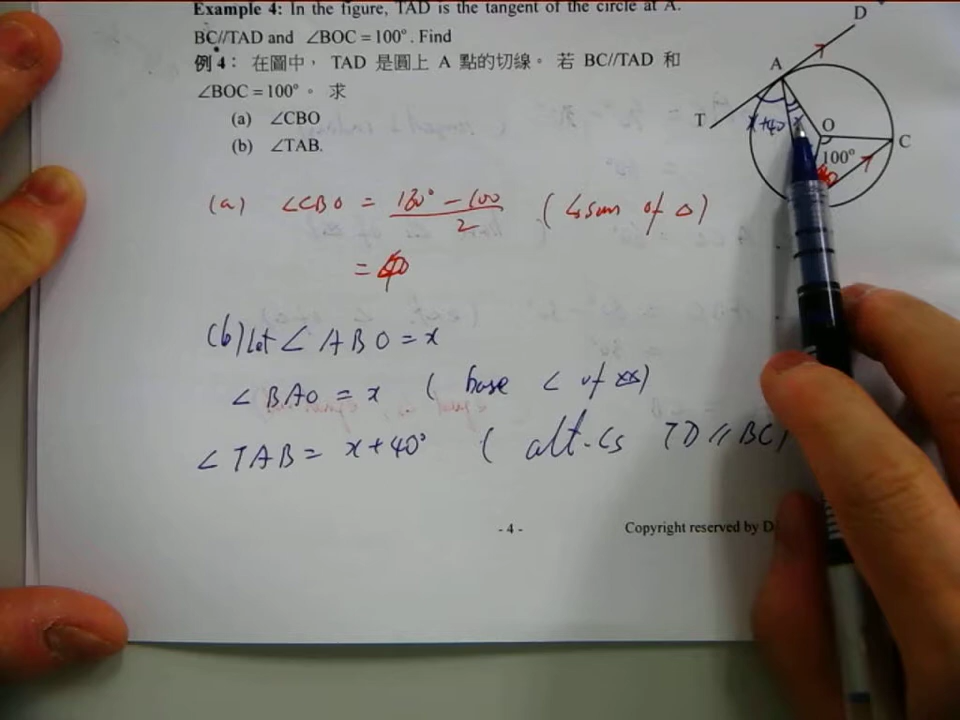 Example 4: In the figure, TAD is the tangent of the circle at A.
BC//TAD and ∠BOC = 100°. Find
例 4： 在圖中， TAD 是圓上 A 點的切線。 若 BC//TAD 和
∠BOC = 100° 。 求
(a) ∠CBO
(b) ∠TAB.
D
A
T
x+40
x
O
C
100°
(a) ∠CBO = (180° - 100)/2 (∠sum of △)
= 40
(b) Let ∠ABO = x
∠BAO = x ( base ∠ of
∠TAB = x + 40° ( alt. ∠s TD // BC)
- 4 -
Copyright reserved by D